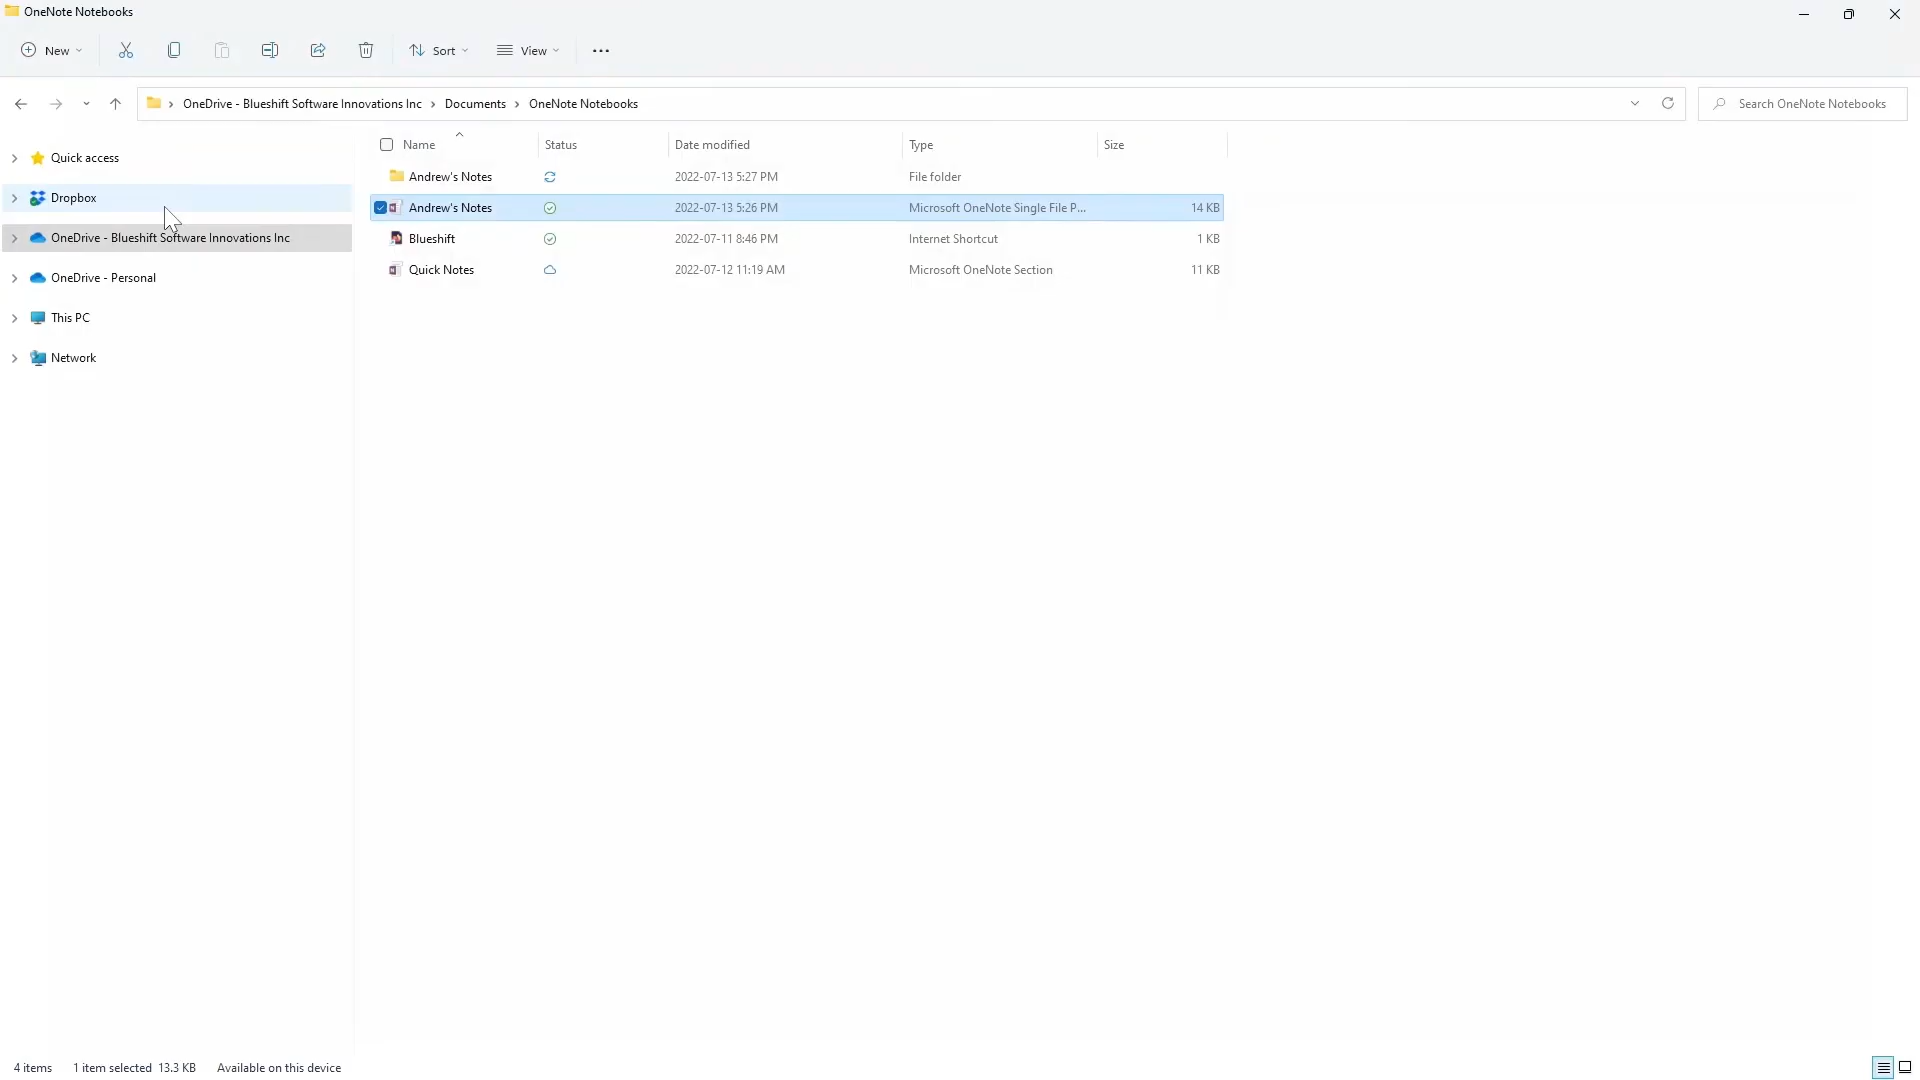 OneNote Notebooks
New Sort View
OneDrive - Blueshift Software Innovations Inc Documents OneNote Notebooks Search OneNote Notebooks
Quick access
Dropbox
OneDrive - Blueshift Software Innovations Inc
OneDrive - Personal
This PC
Network
Name Status Date modified Type Size
Andrew's Notes 2022-07-13 5:27 PM File folder
Andrew's Notes 2022-07-13 5:26 PM Microsoft OneNote Single File P... 14 KB
Blueshift 2022-07-11 8:46 PM Internet Shortcut 1 KB
Quick Notes 2022-07-12 11:19 AM Microsoft OneNote Section 11 KB
4 items 1 item selected 13.3 KB Available on this device